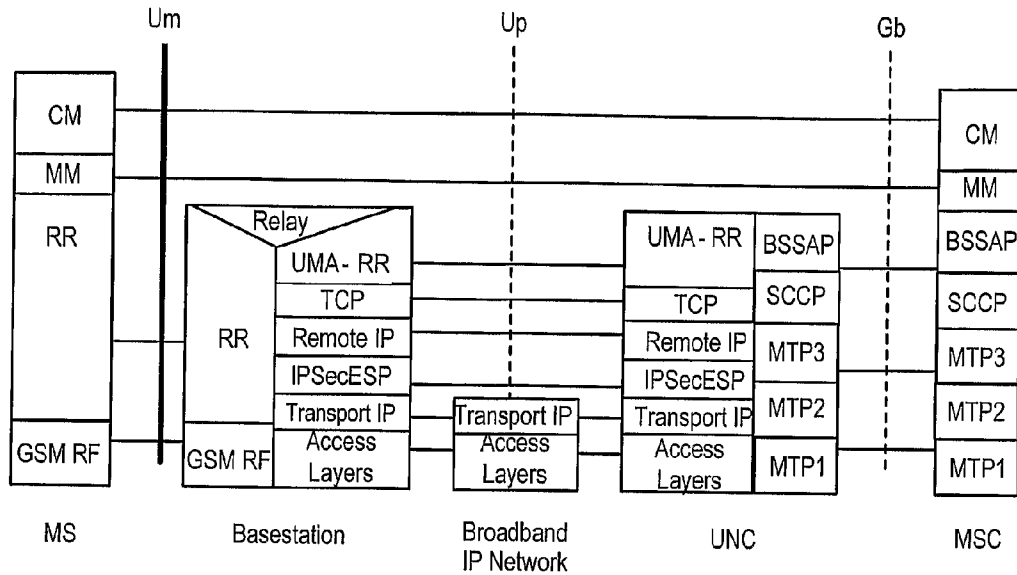 Um
Up
Gb
CM
MM
RR
GSM RF
MS
Relay
RR
GSM RF
UMA - RR
TCP
Remote IP
IPSecESP
Transport IP
Access
Layers
Basestation
Transport IP
Access
Layers
Broadband
IP Network
UMA - RR
TCP
Remote IP
IPSecESP
Transport IP
Access
Layers
BSSAP
SCCP
MTP3
MTP2
MTP1
UNC
CM
MM
BSSAP
SCCP
MTP3
MTP2
MTP1
MSC